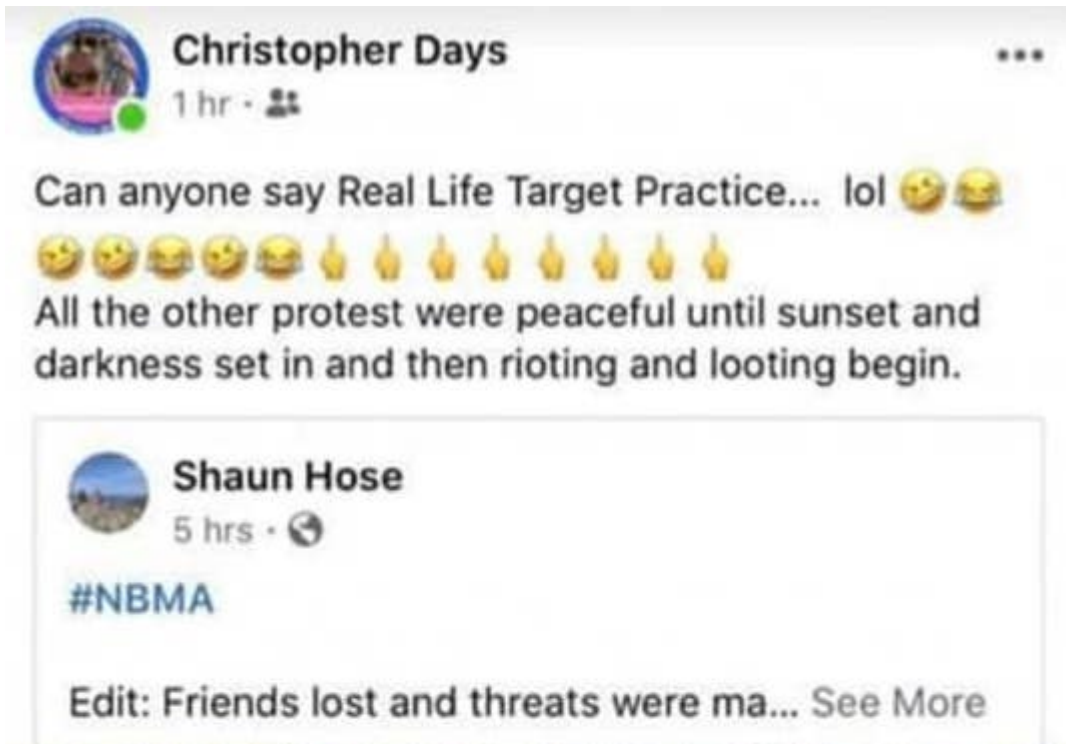 Christopher Days
1 hr ·
Can anyone say Real Life Target Practice... lol 🤣😂
🤣🤣😂🤣😂🖕🖕🖕🖕🖕🖕🖕🖕
All the other protest were peaceful until sunset and
darkness set in and then rioting and looting begin.
Shaun Hose
5 hrs ·
#NBMA
Edit: Friends lost and threats were ma... See More